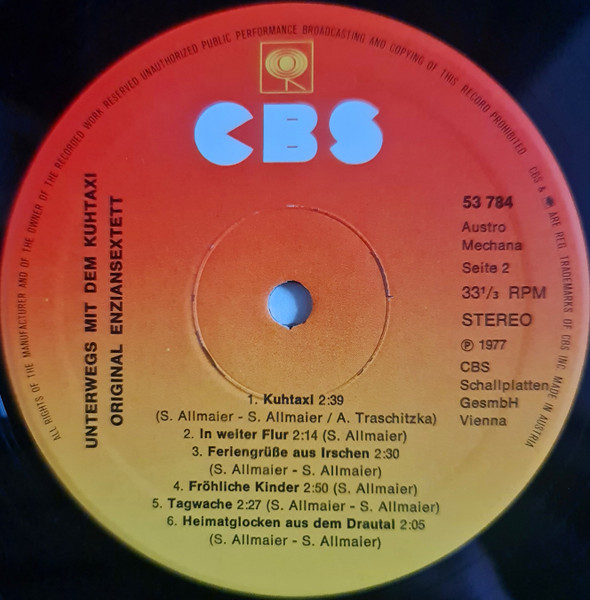 ALL RIGHTS OF THE MANUFACTURER AND OF THE OWNER OF THE RECORDED WORK RESERVED UNAUTHORIZED PUBLIC PERFORMANCE BROADCASTING AND COPYING OF THIS RECORD PROHIBITED CBS & ARE REG. TRADEMARKS OF CBS INC MADE IN AUSTRIA
CBS
UNTERWEGS MIT DEM KUHTAXI
ORIGINAL ENZIANSEXTETT
53 784
Austro
Mechana
Seite 2
33 1/3 RPM
STEREO
℗ 1977
CBS
Schallplatten
GesmbH
Vienna
1. Kuhtaxi 2:39
(S. Allmaier - S. Allmaier / A. Traschitzka)
2. In weiter Flur 2:14 (S. Allmaier)
3. Feriengrüße aus Irschen 2:30
(S. Allmaier - S. Allmaier)
4. Fröhliche Kinder 2:50 (S. Allmaier)
5. Tagwache 2:27 (S. Allmaier - S. Allmaier)
6. Heimatglocken aus dem Drautal 2:05
(S. Allmaier - S. Allmaier)